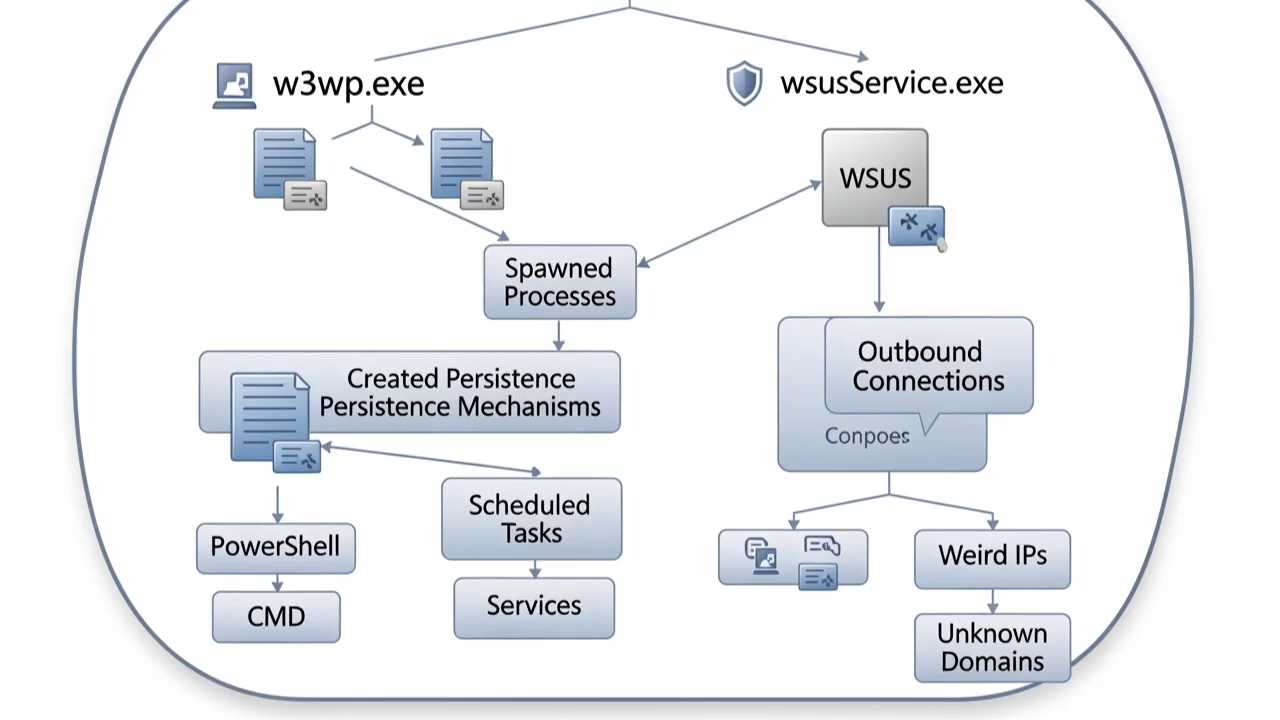 w3wp.exe
wsusService.exe
WSUS
Spawned
Processes
Outbound
Connections
Created Persistence
Persistence Mechanisms
Conpoes
Scheduled
Tasks
PowerShell
Weird IPs
CMD
Services
Unknown
Domains